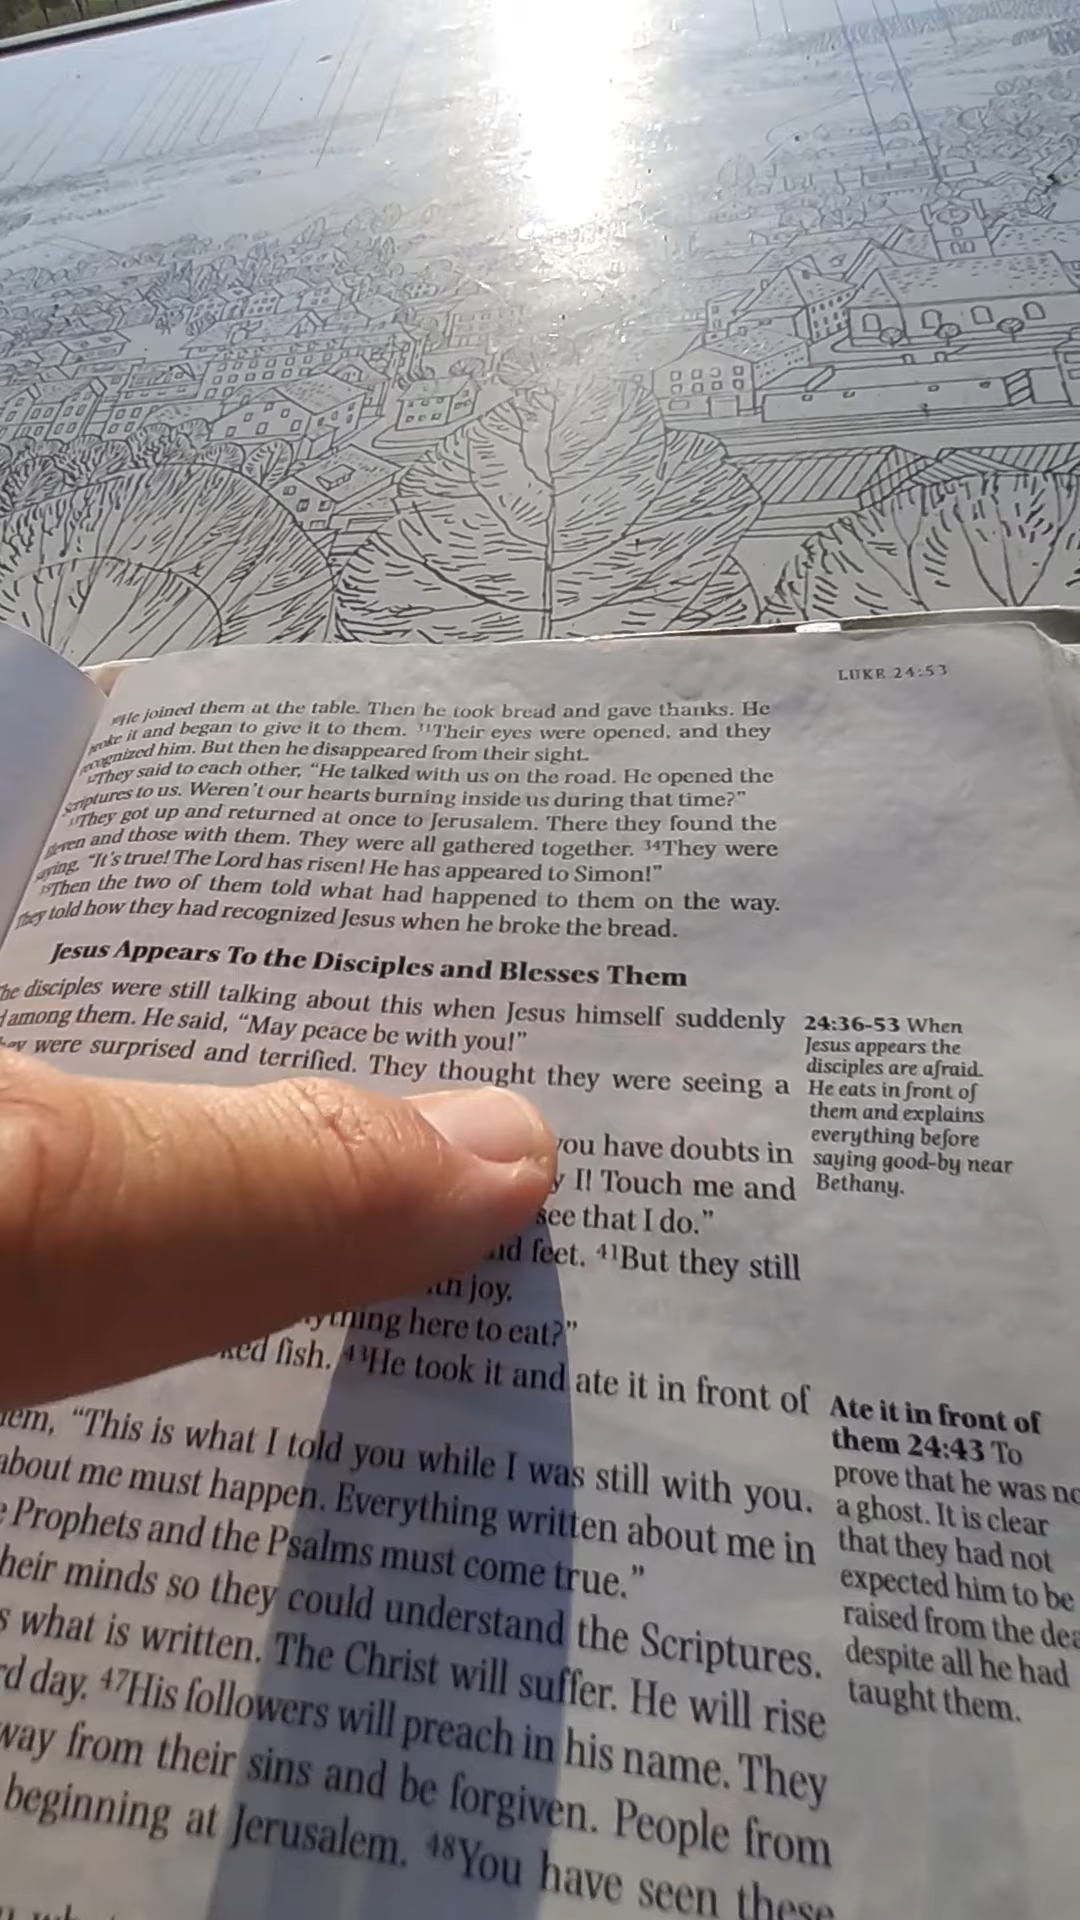 LUKE 24:53
³⁰He joined them at the table. Then he took bread and gave thanks. He
broke it and began to give it to them. ³¹Their eyes were opened, and they
recognized him. But then he disappeared from their sight.
³²They said to each other, “He talked with us on the road. He opened the
Scriptures to us. Weren’t our hearts burning inside us during that time?”
³³They got up and returned at once to Jerusalem. There they found the
Eleven and those with them. They were all gathered together. ³⁴They were
saying, “It’s true! The Lord has risen! He has appeared to Simon!”
³⁵Then the two of them told what had happened to them on the way.
They told how they had recognized Jesus when he broke the bread.
Jesus Appears To the Disciples and Blesses Them
The disciples were still talking about this when Jesus himself suddenly
among them. He said, “May peace be with you!”
were surprised and terrified. They thought they were seeing a
you have doubts in
I! Touch me and
see that I do.”
feet. ⁴¹But they still
joy.
here to eat?”
fish. ⁴³He took it and ate it in front of
“This is what I told you while I was still with you.
about me must happen. Everything written about me in
Prophets and the Psalms must come true.”
their minds so they could understand the Scriptures.
what is written. The Christ will suffer. He will rise
day. ⁴⁷His followers will preach in his name. They
from their sins and be forgiven. People from
beginning at Jerusalem. ⁴⁸You have seen these
24:36-53 When
Jesus appears the
disciples are afraid.
He eats in front of
them and explains
everything before
saying good-by near
Bethany.
Ate it in front of
them 24:43 To
prove that he was
a ghost. It is clear
that they had not
expected him to be
raised from the
despite all he had
taught them.